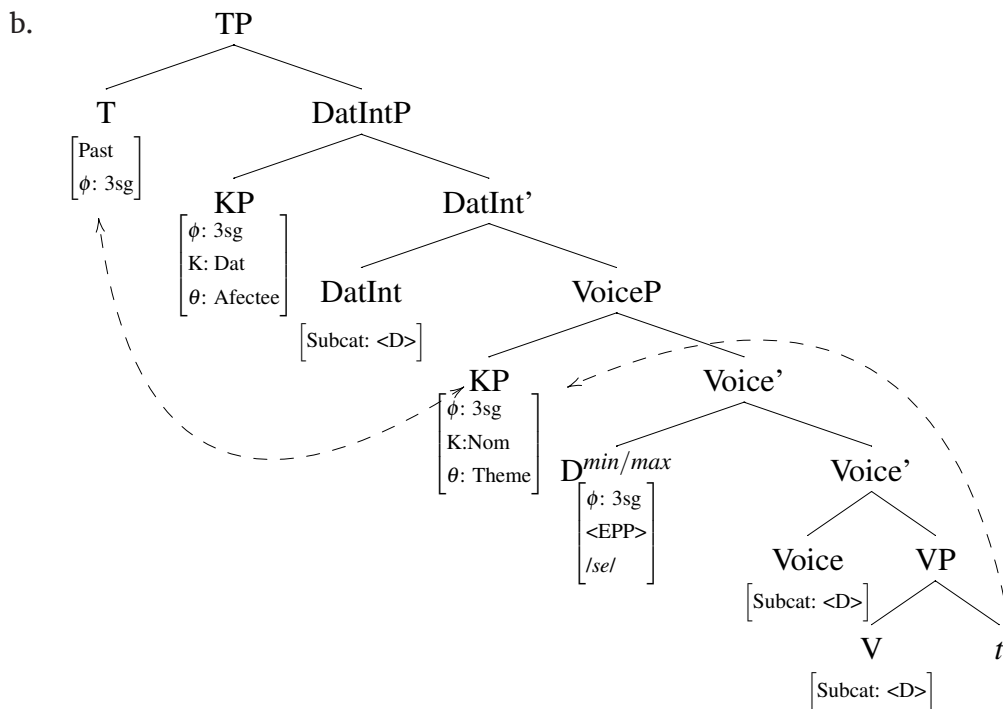 b.
TP
T DatIntP
Past
ϕ: 3sg
KP DatInt’
ϕ: 3sg
K: Dat
θ: Afectee
DatInt VoiceP
Subcat: <D>
KP Voice’
ϕ: 3sg
K:Nom
θ: Theme
D^min/max Voice’
ϕ: 3sg
<EPP>
/se/
Voice VP
Subcat: <D>
V t
Subcat: <D>